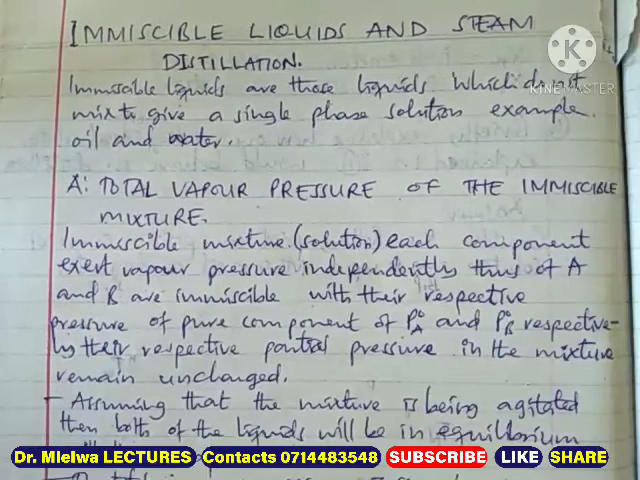 IMMISCIBLE LIQUIDS AND STEAM
DISTILLATION.
Immiscible liquids are those liquids which do not
mix to give a single phase solution example.
oil and water.
A: TOTAL VAPOUR PRESSURE OF THE IMMISCIBLE
MIXTURE.
Immiscible mixture (solution) each component
exert vapour pressure independently thus of A
and B are immiscible with their respective
pressure of pure component of P°A and P°B respective-
ly their respective partial pressure in the mixture
remain unchanged.
- Assuming that the mixture is being agitated
then both of the liquids will be in equilibrium
KINEMASTER
Dr. Mlelwa LECTURES Contacts 0714483548 SUBSCRIBE LIKE SHARE